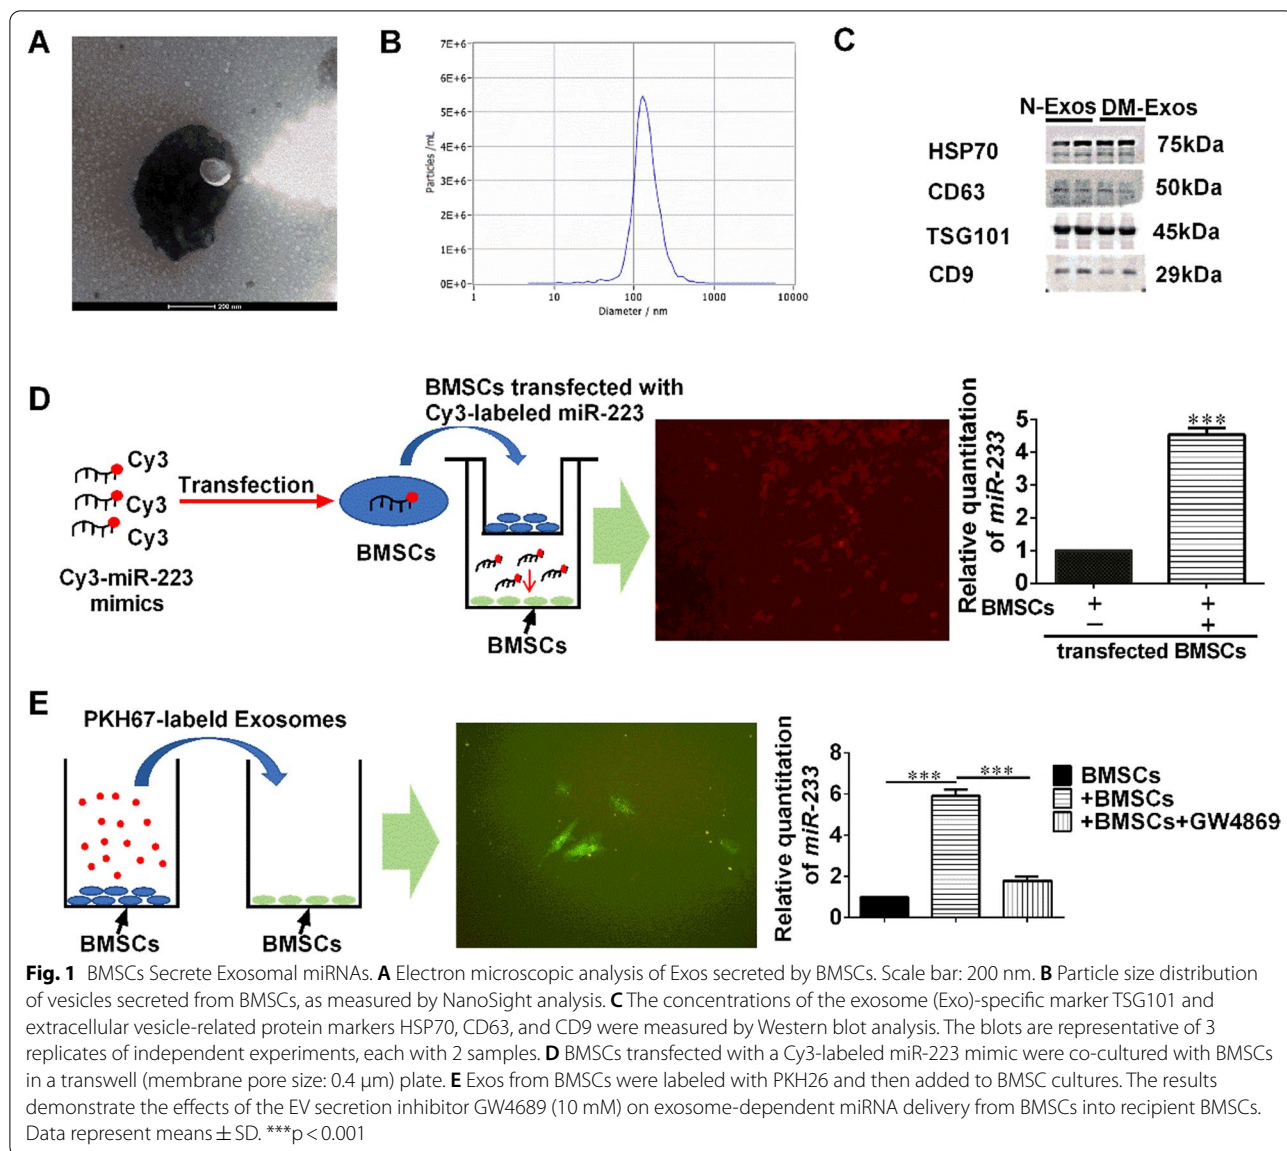 A
200 nm
B
7E+6
6E+6
5E+6
4E+6
3E+6
2E+6
1E+6
0E+0
Particles /mL
1 10 100 1000 10000
Diameter / nm
C
N-Exos DM-Exos
HSP70 75kDa
CD63 50kDa
TSG101 45kDa
CD9 29kDa
D
Cy3
Cy3
Cy3
Cy3-miR-223
mimics
Transfection
BMSCs
BMSCs transfected with
Cy3-labeled miR-223
BMSCs
Relative quantitation
of miR-233
5
4
3
2
1
0
***
BMSCs + +
− +
transfected BMSCs
E
PKH67-labeld Exosomes
BMSCs
BMSCs
Relative quantitation
of miR-233
8
6
4
2
0
*** ***
BMSCs
+BMSCs
+BMSCs+GW4869
Fig. 1 BMSCs Secrete Exosomal miRNAs. A Electron microscopic analysis of Exos secreted by BMSCs. Scale bar: 200 nm. B Particle size distribution
of vesicles secreted from BMSCs, as measured by NanoSight analysis. C The concentrations of the exosome (Exo)-specific marker TSG101 and
extracellular vesicle-related protein markers HSP70, CD63, and CD9 were measured by Western blot analysis. The blots are representative of 3
replicates of independent experiments, each with 2 samples. D BMSCs transfected with a Cy3-labeled miR-223 mimic were co-cultured with BMSCs
in a transwell (membrane pore size: 0.4 μm) plate. E Exos from BMSCs were labeled with PKH26 and then added to BMSC cultures. The results
demonstrate the effects of the EV secretion inhibitor GW4689 (10 mM) on exosome-dependent miRNA delivery from BMSCs into recipient BMSCs.
Data represent means ± SD. ***p < 0.001